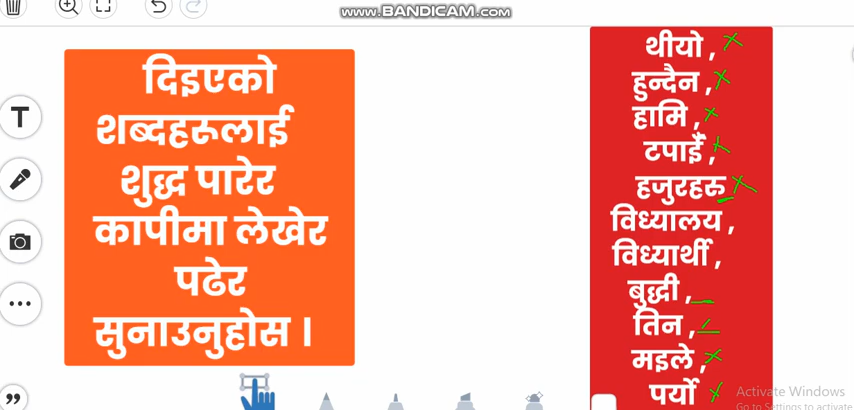 www.BANDICAM.com
T
दिइएको
शब्दहरूलाई
शुद्ध पारेर
कापीमा लेखेर
पढेर
सुनाउनुहोस ।
थीयो ,
हुन्दैन ,
हामि ,
टपाईँ ,
हजुरहरु
विध्यालय ,
विध्यार्थी ,
बुद्धी ,
तिन ,
मइले ,
पर्यो
Activate Windows
Go to Settings to activate